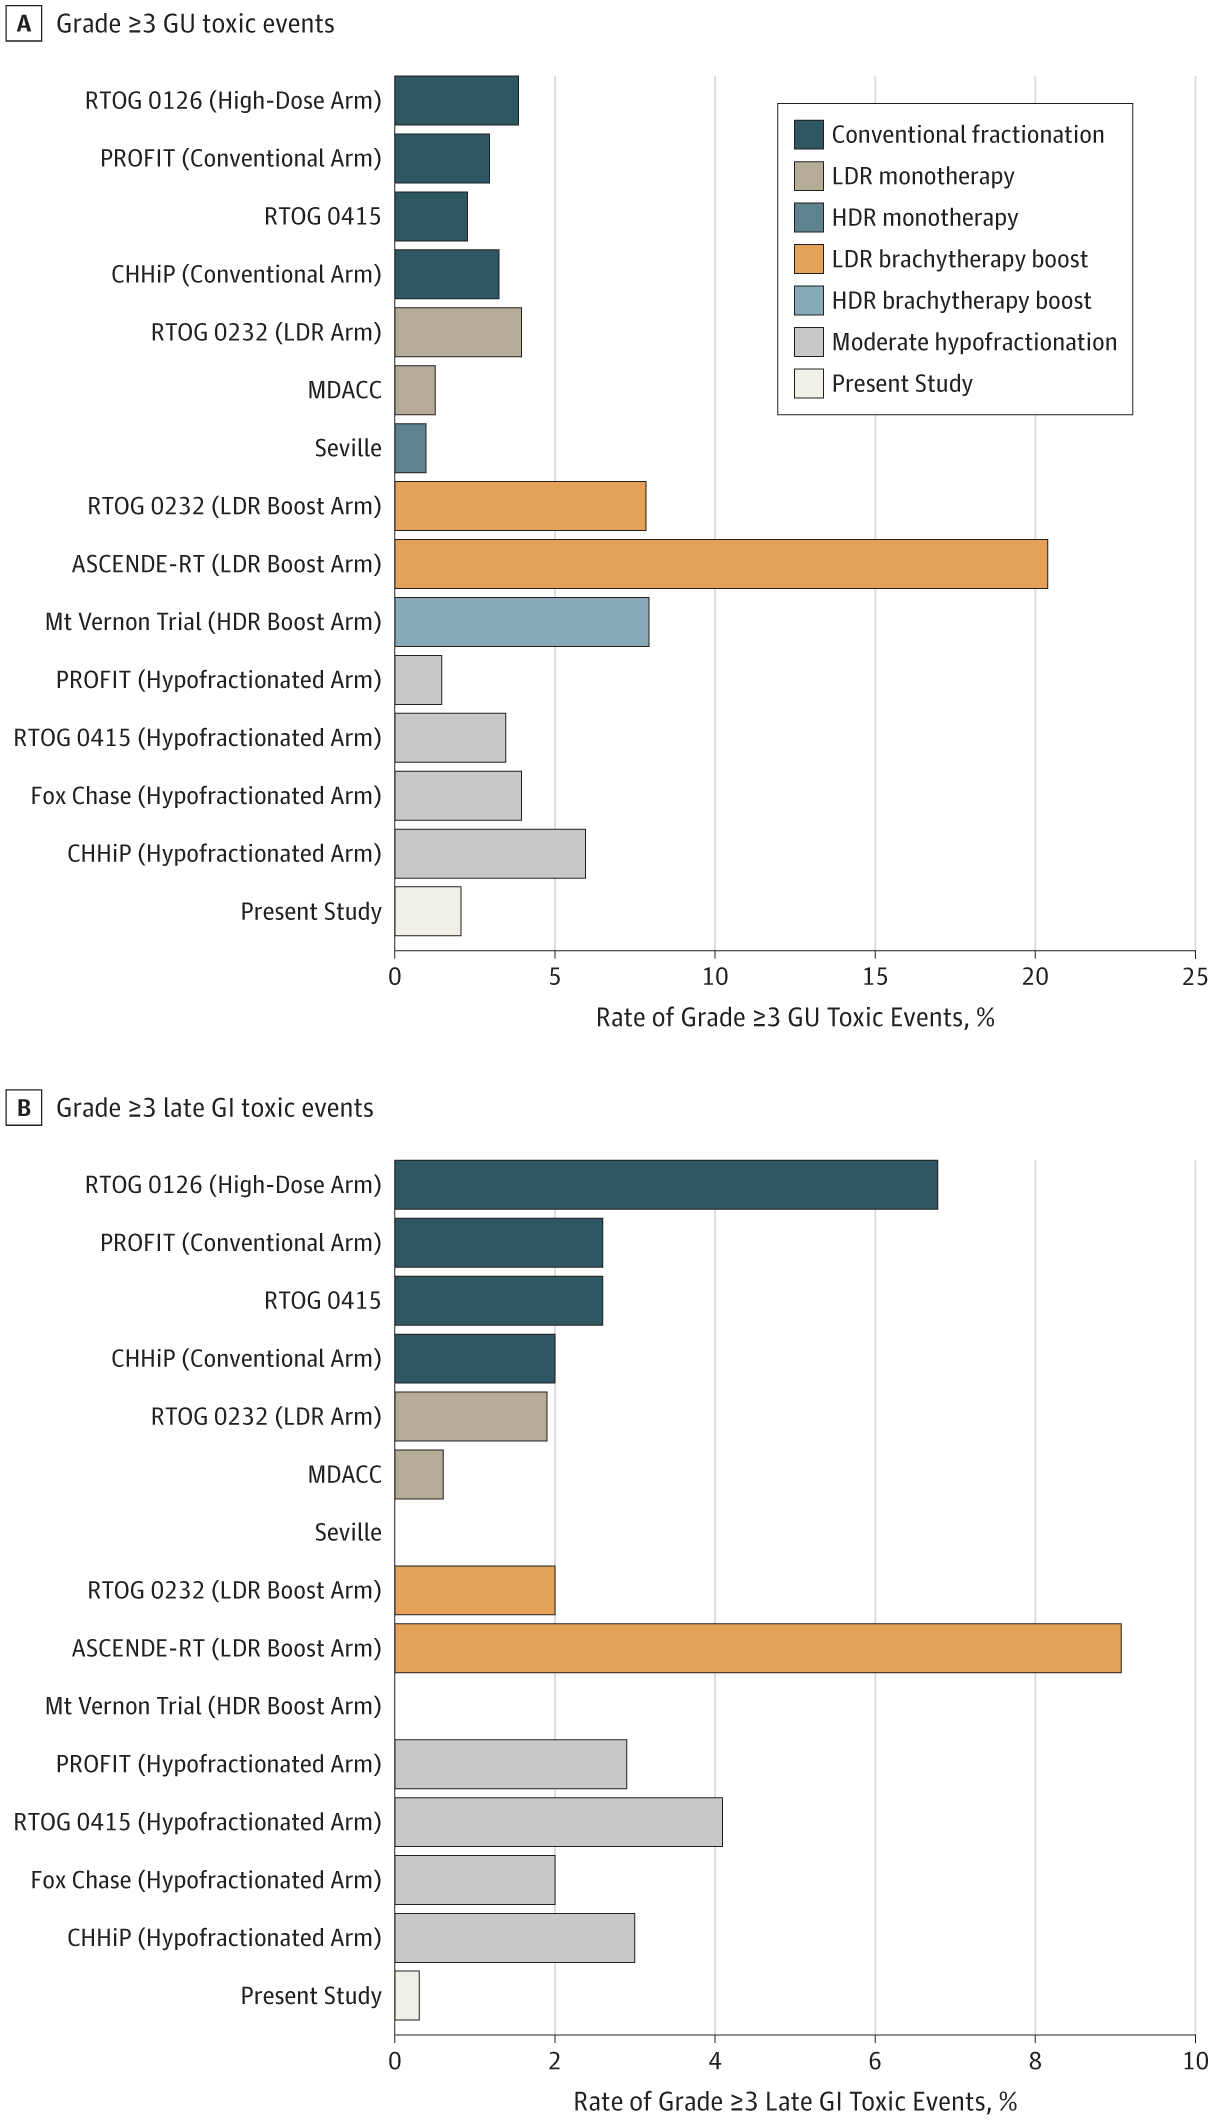 A Grade ≥3 GU toxic events
RTOG 0126 (High-Dose Arm)
PROFIT (Conventional Arm)
RTOG 0415
CHHiP (Conventional Arm)
RTOG 0232 (LDR Arm)
MDACC
Seville
RTOG 0232 (LDR Boost Arm)
ASCENDE-RT (LDR Boost Arm)
Mt Vernon Trial (HDR Boost Arm)
PROFIT (Hypofractionated Arm)
RTOG 0415 (Hypofractionated Arm)
Fox Chase (Hypofractionated Arm)
CHHiP (Hypofractionated Arm)
Present Study
Conventional fractionation
LDR monotherapy
HDR monotherapy
LDR brachytherapy boost
HDR brachytherapy boost
Moderate hypofractionation
Present Study
0 5 10 15 20 25
Rate of Grade ≥3 GU Toxic Events, %
B Grade ≥3 late GI toxic events
RTOG 0126 (High-Dose Arm)
PROFIT (Conventional Arm)
RTOG 0415
CHHiP (Conventional Arm)
RTOG 0232 (LDR Arm)
MDACC
Seville
RTOG 0232 (LDR Boost Arm)
ASCENDE-RT (LDR Boost Arm)
Mt Vernon Trial (HDR Boost Arm)
PROFIT (Hypofractionated Arm)
RTOG 0415 (Hypofractionated Arm)
Fox Chase (Hypofractionated Arm)
CHHiP (Hypofractionated Arm)
Present Study
0 2 4 6 8 10
Rate of Grade ≥3 Late GI Toxic Events, %